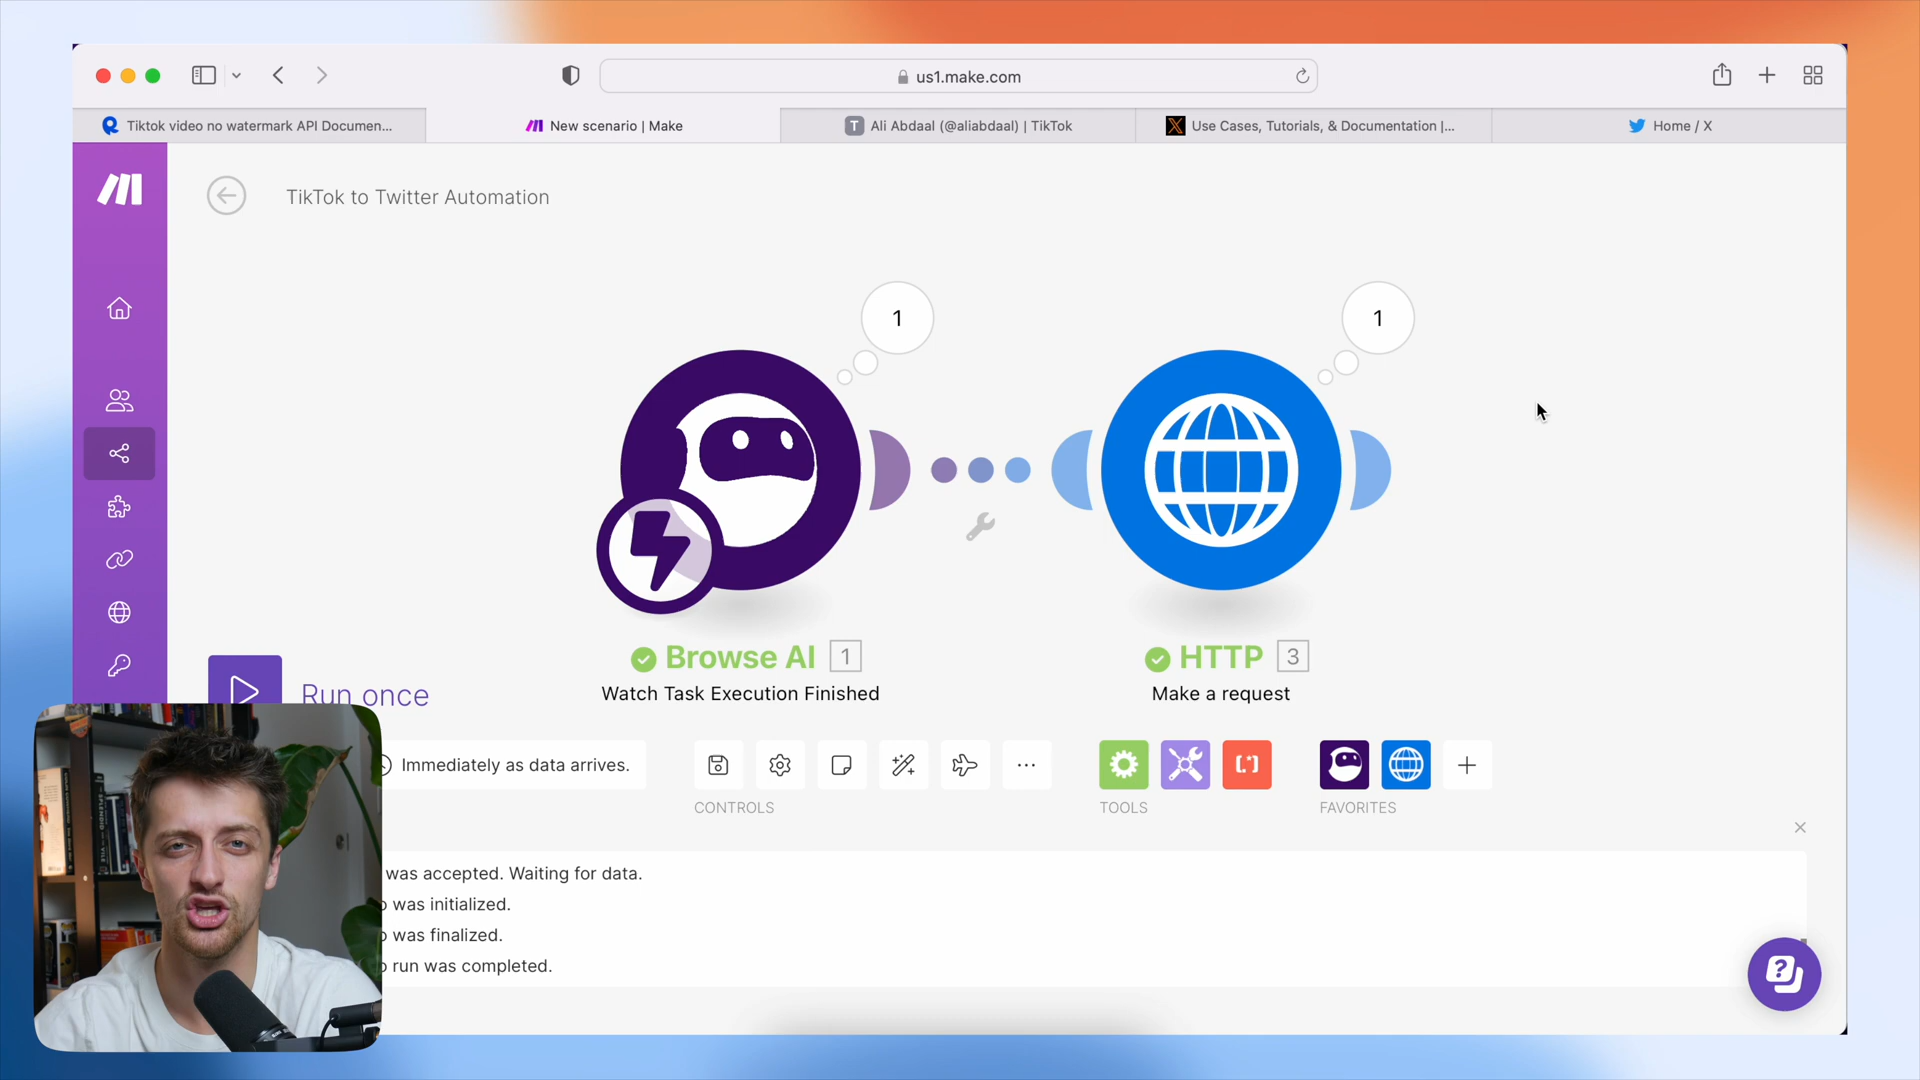 us1.make.com
Tiktok video no watermark API Documen...
New scenario | Make
T Ali Abdaal (@aliabdaal) | TikTok
Use Cases, Tutorials, & Documentation |...
Home / X
TikTok to Twitter Automation
1
1
Browse AI 1
Watch Task Execution Finished
HTTP 3
Make a request
Run once
Immediately as data arrives.
CONTROLS
TOOLS
FAVORITES
was accepted. Waiting for data.
was initialized.
was finalized.
run was completed.